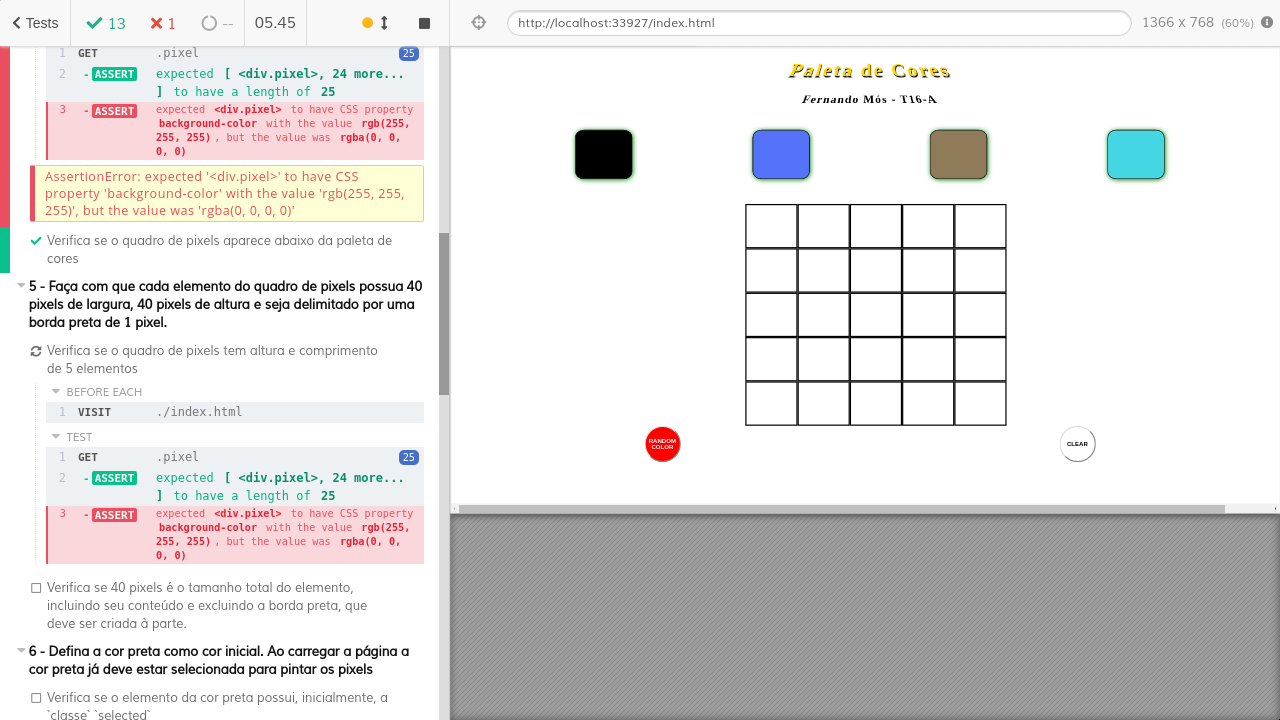 Tests 13 1 -- 05.45
http://localhost:33927/index.html 1366 x 768 (60%)
1 GET .pixel 25
2 -ASSERT expected [ <div.pixel>, 24 more...
] to have a length of 25
3 -ASSERT expected <div.pixel> to have CSS property
background-color with the value rgb(255,
255, 255), but the value was rgba(0, 0,
0, 0)
AssertionError: expected '<div.pixel>' to have CSS
property 'background-color' with the value 'rgb(255, 255,
255)', but the value was 'rgba(0, 0, 0, 0)'
Verifica se o quadro de pixels aparece abaixo da paleta de
cores
5 - Faça com que cada elemento do quadro de pixels possua 40
pixels de largura, 40 pixels de altura e seja delimitado por uma
borda preta de 1 pixel.
Verifica se o quadro de pixels tem altura e comprimento
de 5 elementos
BEFORE EACH
1 VISIT ./index.html
TEST
1 GET .pixel 25
2 -ASSERT expected [ <div.pixel>, 24 more...
] to have a length of 25
3 -ASSERT expected <div.pixel> to have CSS property
background-color with the value rgb(255,
255, 255), but the value was rgba(0, 0,
0, 0)
Verifica se 40 pixels é o tamanho total do elemento,
incluindo seu conteúdo e excluindo a borda preta, que
deve ser criada à parte.
6 - Defina a cor preta como cor inicial. Ao carregar a página a
cor preta já deve estar selecionada para pintar os pixels
Verifica se o elemento da cor preta possui, inicialmente, a
`classe` `selected`
Paleta de Cores
Fernando Mós - T16-A
RANDOM
COLOR
CLEAR